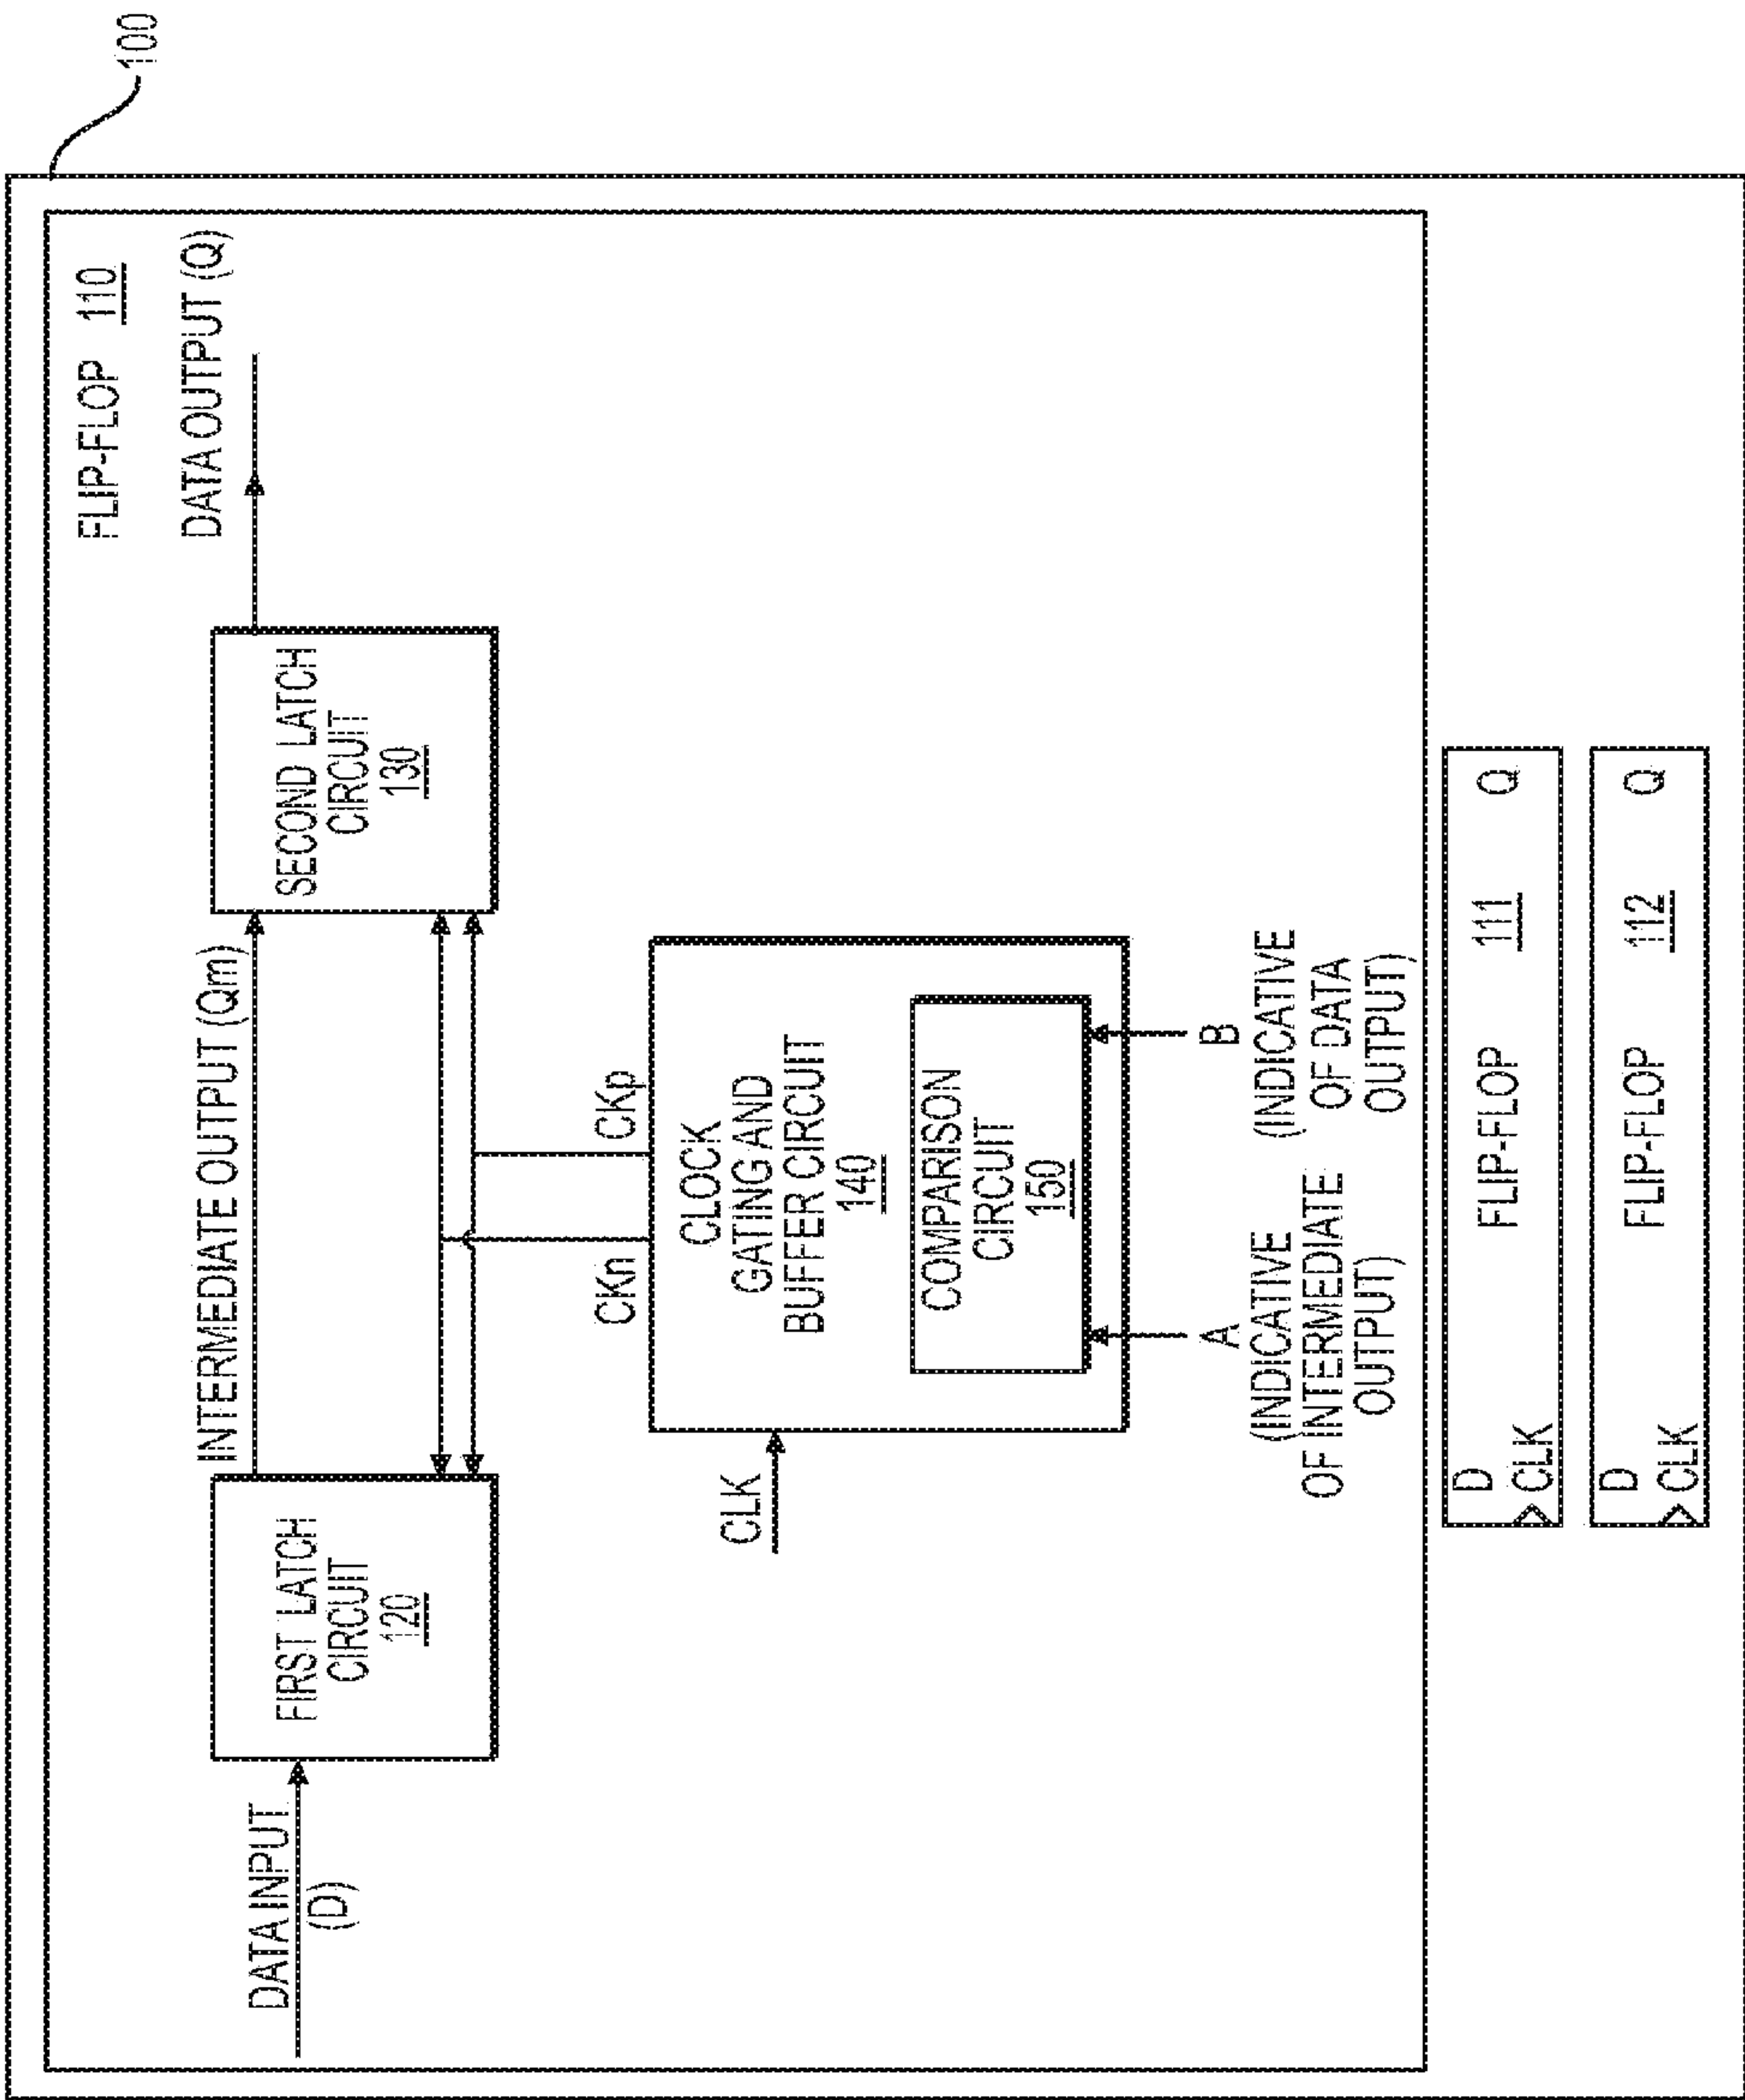 100
FLIP-FLOP 110
DATA OUTPUT (Q)
INTERMEDIATE OUTPUT (Qm)
DATA INPUT
(D)
FIRST LATCH
CIRCUIT
120
SECOND LATCH
CIRCUIT
130
CKn
CKp
CLK
CLOCK
GATING AND
BUFFER CIRCUIT
140
COMPARISON
CIRCUIT
150
A
(INDICATIVE
OF INTERMEDIATE
OUTPUT)
B
(INDICATIVE
OF DATA
OUTPUT)
D
CLK
FLIP-FLOP 111
Q
D
CLK
FLIP-FLOP 112
Q